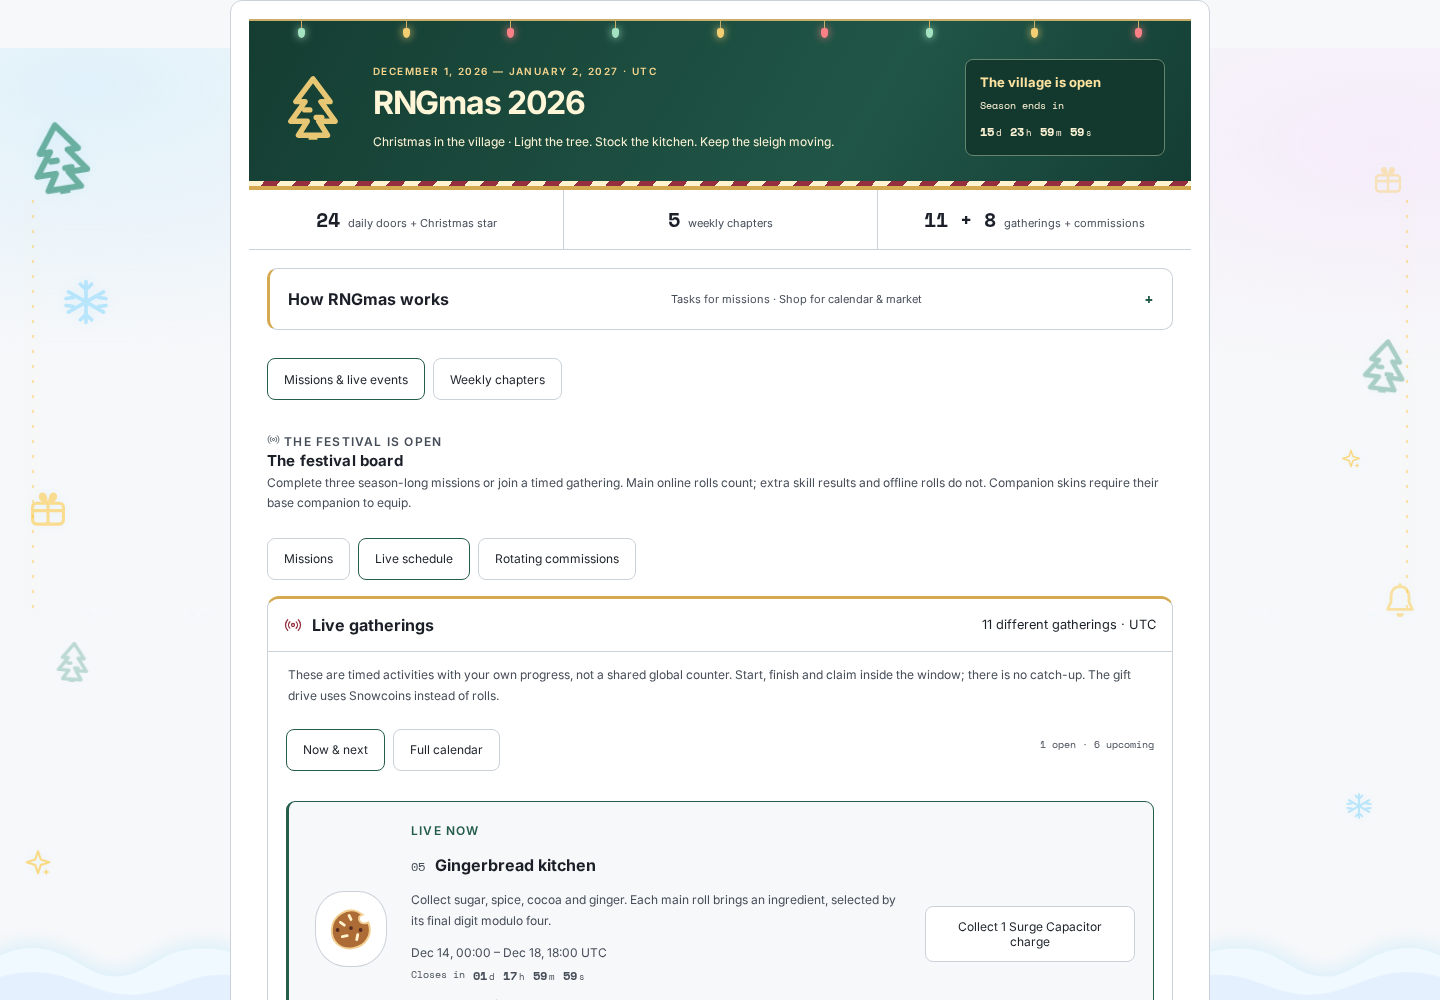 DECEMBER 1, 2026 — JANUARY 2, 2027 · UTC
RNGmas 2026
Christmas in the village · Light the tree. Stock the kitchen. Keep the sleigh moving.
The village is open
Season ends in
15d 23h 59m 59s
24 daily doors + Christmas star
5 weekly chapters
11 + 8 gatherings + commissions
How RNGmas works
Tasks for missions · Shop for calendar & market
+
Missions & live events
Weekly chapters
THE FESTIVAL IS OPEN
The festival board
Complete three season-long missions or join a timed gathering. Main online rolls count; extra skill results and offline rolls do not. Companion skins require their
base companion to equip.
Missions
Live schedule
Rotating commissions
Live gatherings
11 different gatherings · UTC
These are timed activities with your own progress, not a shared global counter. Start, finish and claim inside the window; there is no catch-up. The gift
drive uses Snowcoins instead of rolls.
Now & next
Full calendar
1 open · 6 upcoming
LIVE NOW
05 Gingerbread kitchen
Collect sugar, spice, cocoa and ginger. Each main roll brings an ingredient, selected by
its final digit modulo four.
Dec 14, 00:00 – Dec 18, 18:00 UTC
Closes in 01d 17h 59m 59s
Collect 1 Surge Capacitor
charge